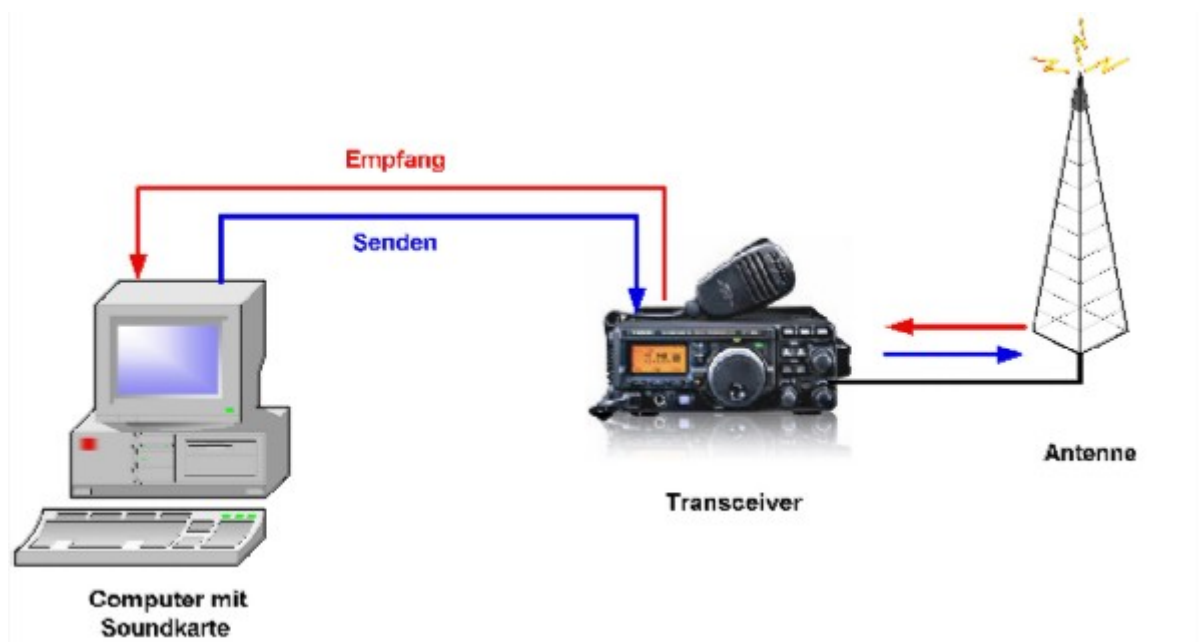 Empfang
Senden
Antenne
Transceiver
Computer mit
Soundkarte